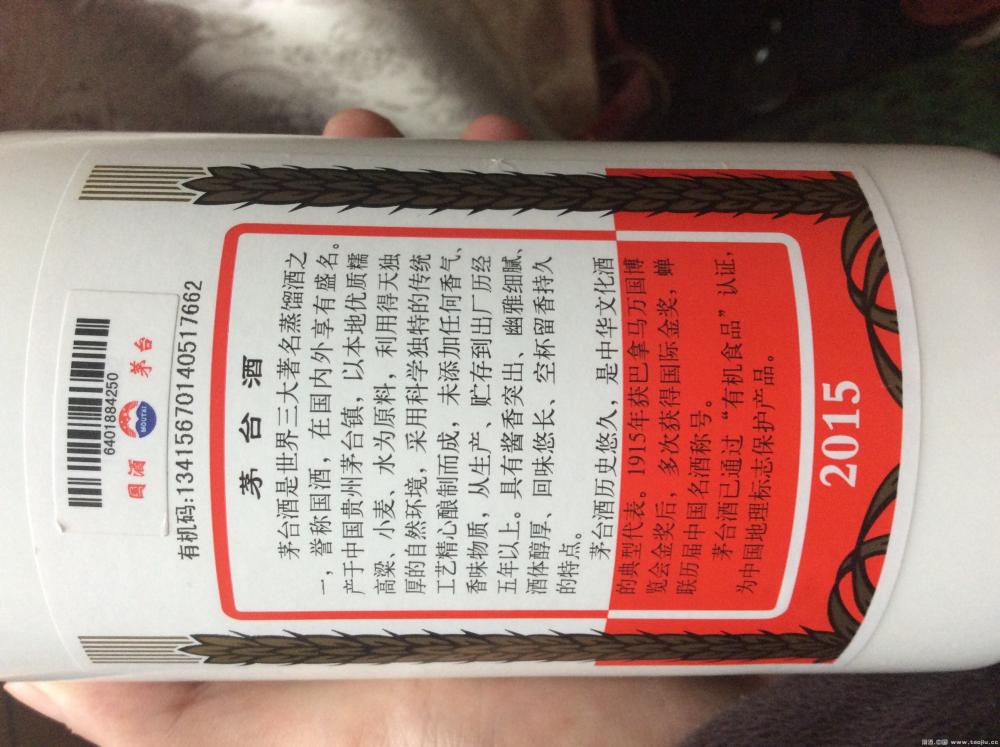 6401884250
国酒 茅台
MOUTAI
有机码:134156701405176​62
茅台酒
茅台酒是世界三大著名蒸馏酒之
一，誉称国酒，在国内外享有盛名。
产于中国贵州茅台镇，以本地优质糯
高粱、小麦、水为原料，利用得天独
厚的自然环境，采用科学独特的传统
工艺精心酿制而成，未添加任何香气、
香味物质，从生产、贮存到出厂历经
五年以上。具有酱香突出、幽雅细腻、
酒体醇厚、回味悠长、空杯留香持久
的特点。
茅台酒历史悠久，是中华文化酒
的典型代表。1915年获巴拿马万国博
览会金奖后，多次获得国际金奖，蝉
联历届中国名酒称号。
茅台酒已通过“有机食品”认证，
为中国地理标志保护产品。
2015
www.taojiu.cc